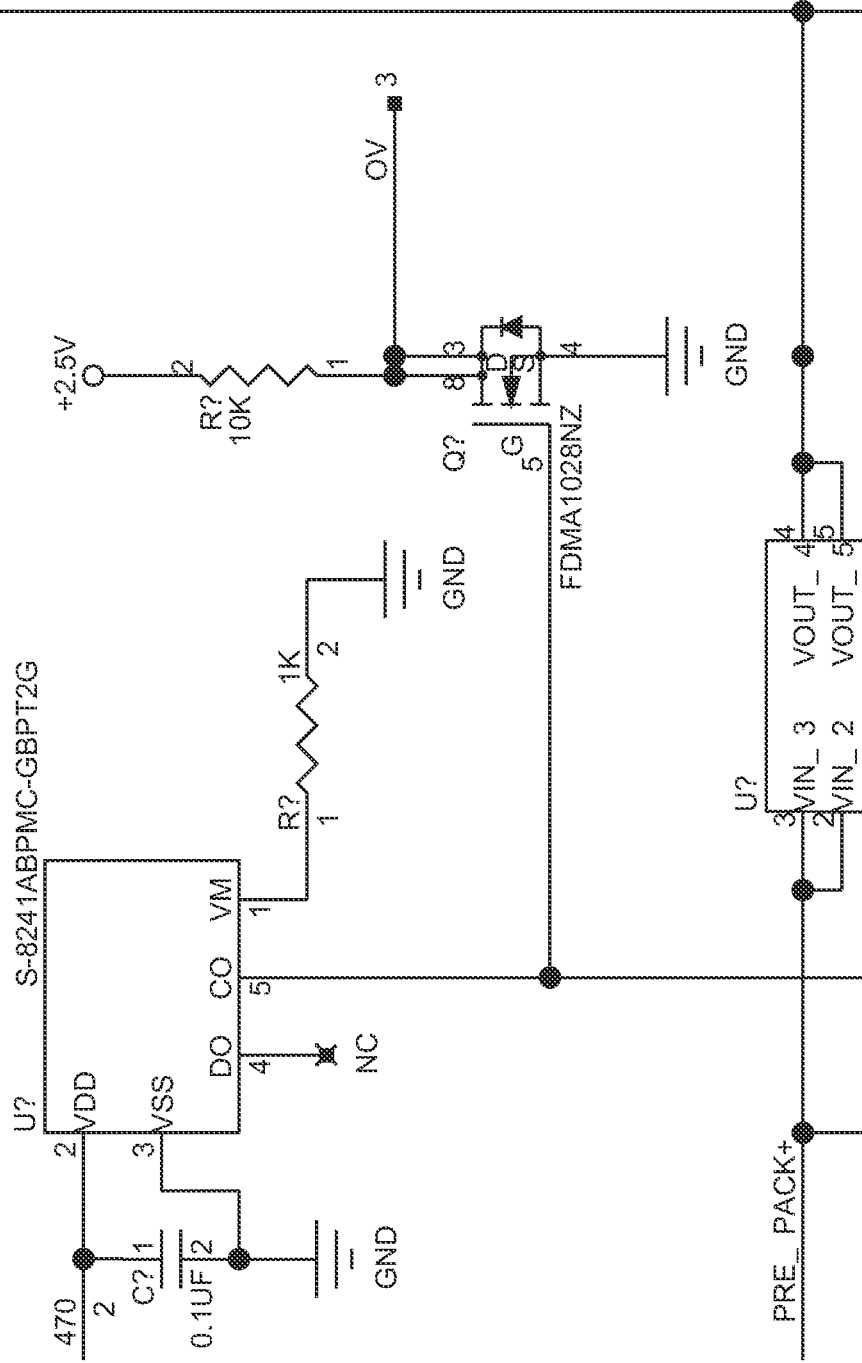 +2.5V
OV
3
2
R?
10K
1
8
3
D
S
4
Q?
G
5
FDMA1028NZ
GND
S-8241ABPMC-GBPT2G
U?
VDD
2
VSS
3
DO
4
CO
5
VM
1
NC
R?
1
1K
2
GND
470
2
C?
1
0.1UF
2
GND
PRE_ PACK+
U?
3
VIN_ 3
2
VIN_ 2
VOUT_ 4
4
VOUT_ 5
5